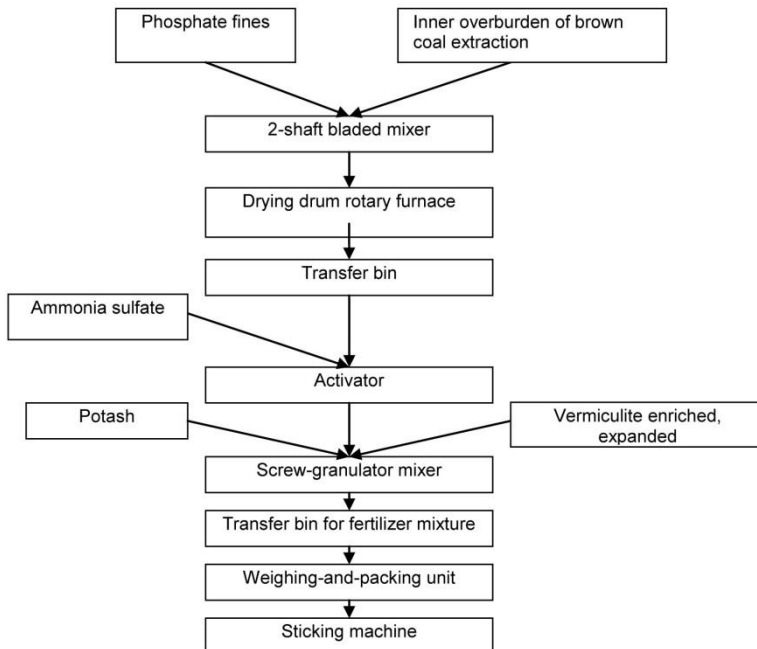 Phosphate fines
Inner overburden of brown
coal extraction
2-shaft bladed mixer
Drying drum rotary furnace
Transfer bin
Ammonia sulfate
Activator
Potash
Vermiculite enriched,
expanded
Screw-granulator mixer
Transfer bin for fertilizer mixture
Weighing-and-packing unit
Sticking machine